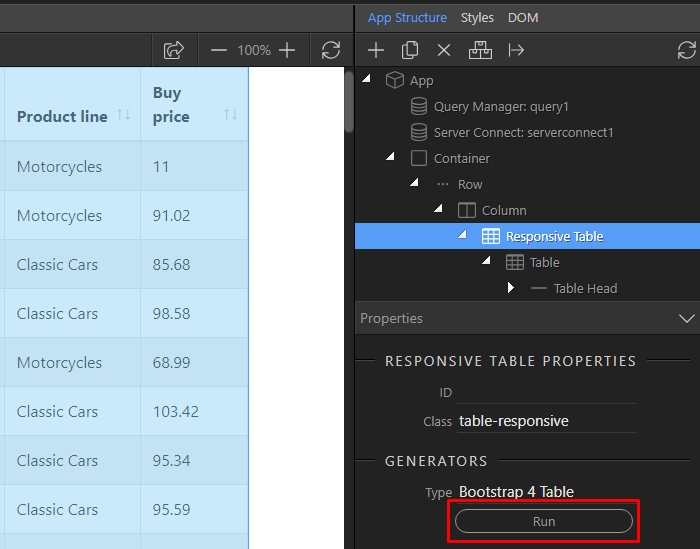 App Structure Styles DOM
100%
Product line Buy price
Motorcycles 11
Motorcycles 91.02
Classic Cars 85.68
Classic Cars 98.58
Motorcycles 68.99
Classic Cars 103.42
Classic Cars 95.34
Classic Cars 95.59
App
Query Manager: query1
Server Connect: serverconnect1
Container
Row
Column
Responsive Table
Table
Table Head
Properties
RESPONSIVE TABLE PROPERTIES
ID
Class table-responsive
GENERATORS
Type Bootstrap 4 Table
Run